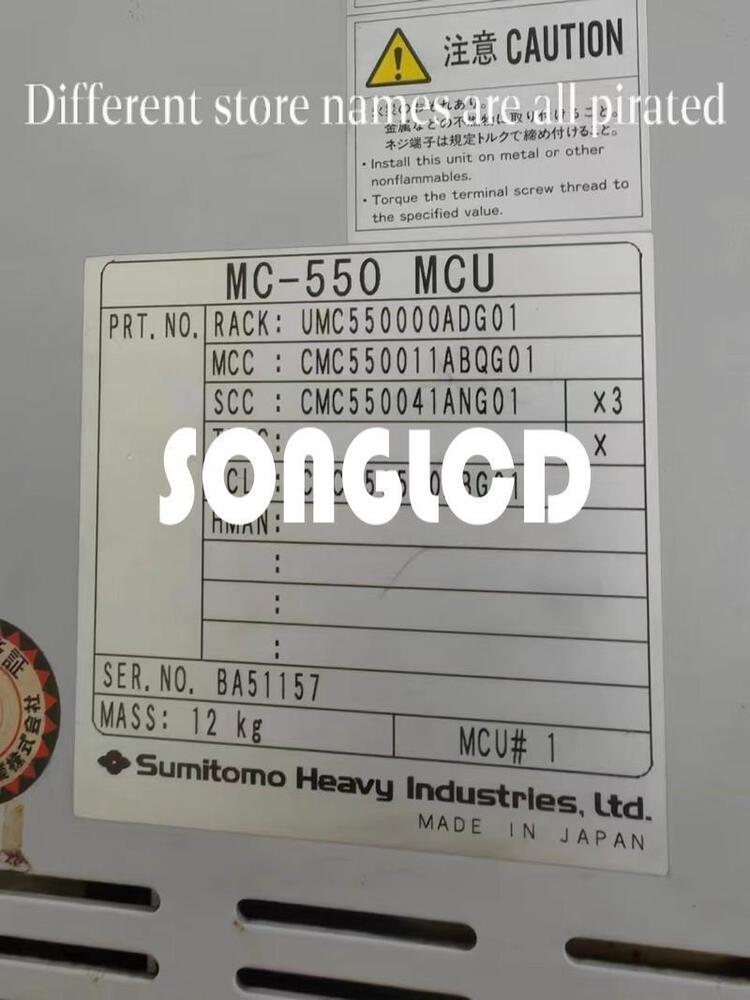 注意 CAUTION
Different store names are all pirated
金属などの不燃物に取り付けること。
ネジ端子は規定トルクで締め付けること。
・Install this unit on metal or other
nonflammables.
・Torque the terminal screw thread to
the specified value.
MC-550 MCU
PRT. NO. RACK: UMC550000ADG01
MCC : CMC550011ABQG01
SCC : CMC550041ANG01 x3
X
SONGLCD
HMAN:
:
:
:
SER. NO. BA51157
MASS: 12 kg MCU# 1
Sumitomo Heavy Industries, Ltd.
MADE IN JAPAN
株式会社